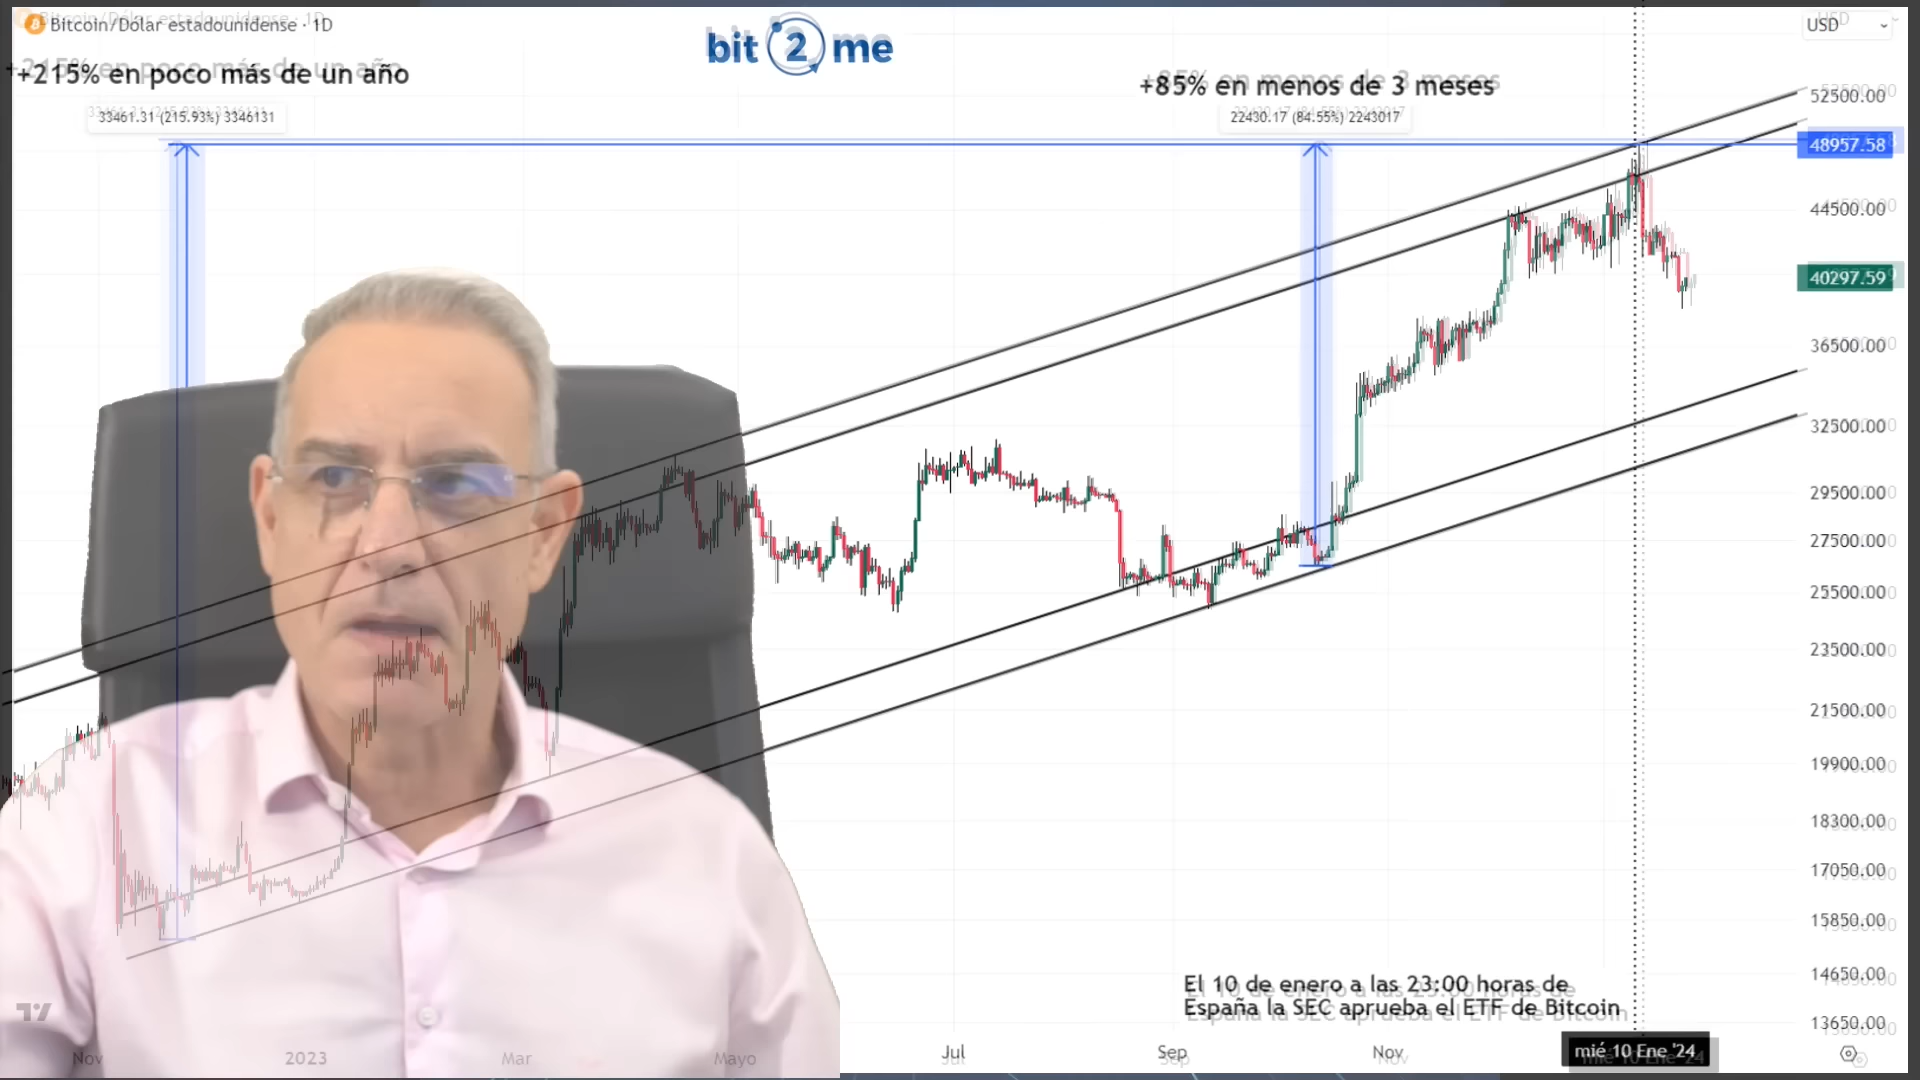 Bitcoin/Dólar estadounidense · 1D
bit 2 me
USD
+215% en poco más de un año
+85% en menos de 3 meses
33461.31 (215.93%) 3346131
22430.17 (84.55%) 2243017
52500.00
48957.58
44500.00
40297.59
36500.00
32500.00
29500.00
27500.00
25500.00
23500.00
21500.00
19900.00
18300.00
17050.00
15850.00
14650.00
13650.00
El 10 de enero a las 23:00 horas de
España la SEC aprueba el ETF de Bitcoin
Nov 2023 Mar Mayo Jul Sep Nov mié 10 Ene '24